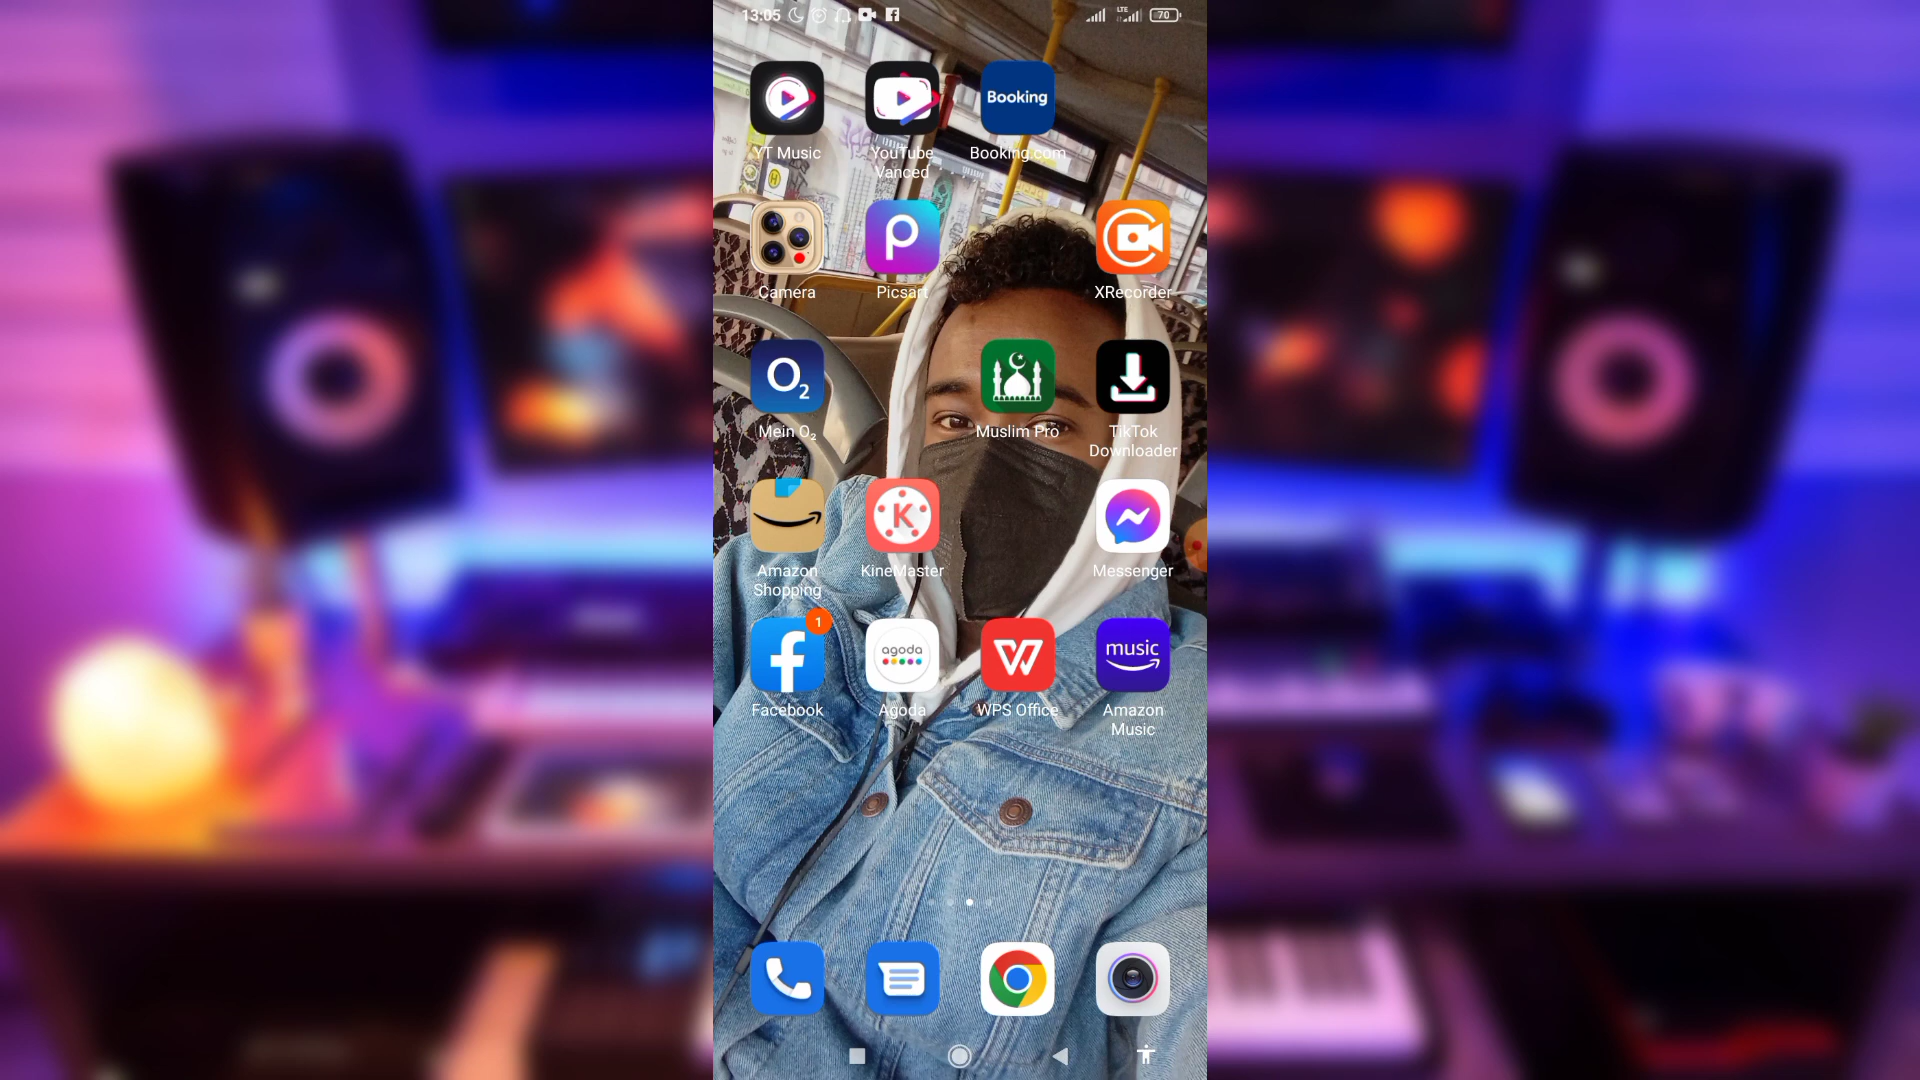 13:05
LTE
70
Booking
YT Music
YouTube
Vanced
Booking.com
Camera
Picsart
XRecorder
O₂
Mein O₂
Muslim Pro
TikTok
Downloader
K
Amazon
Shopping
KineMaster
Messenger
1
agoda
music
Facebook
Agoda
WPS Office
Amazon
Music